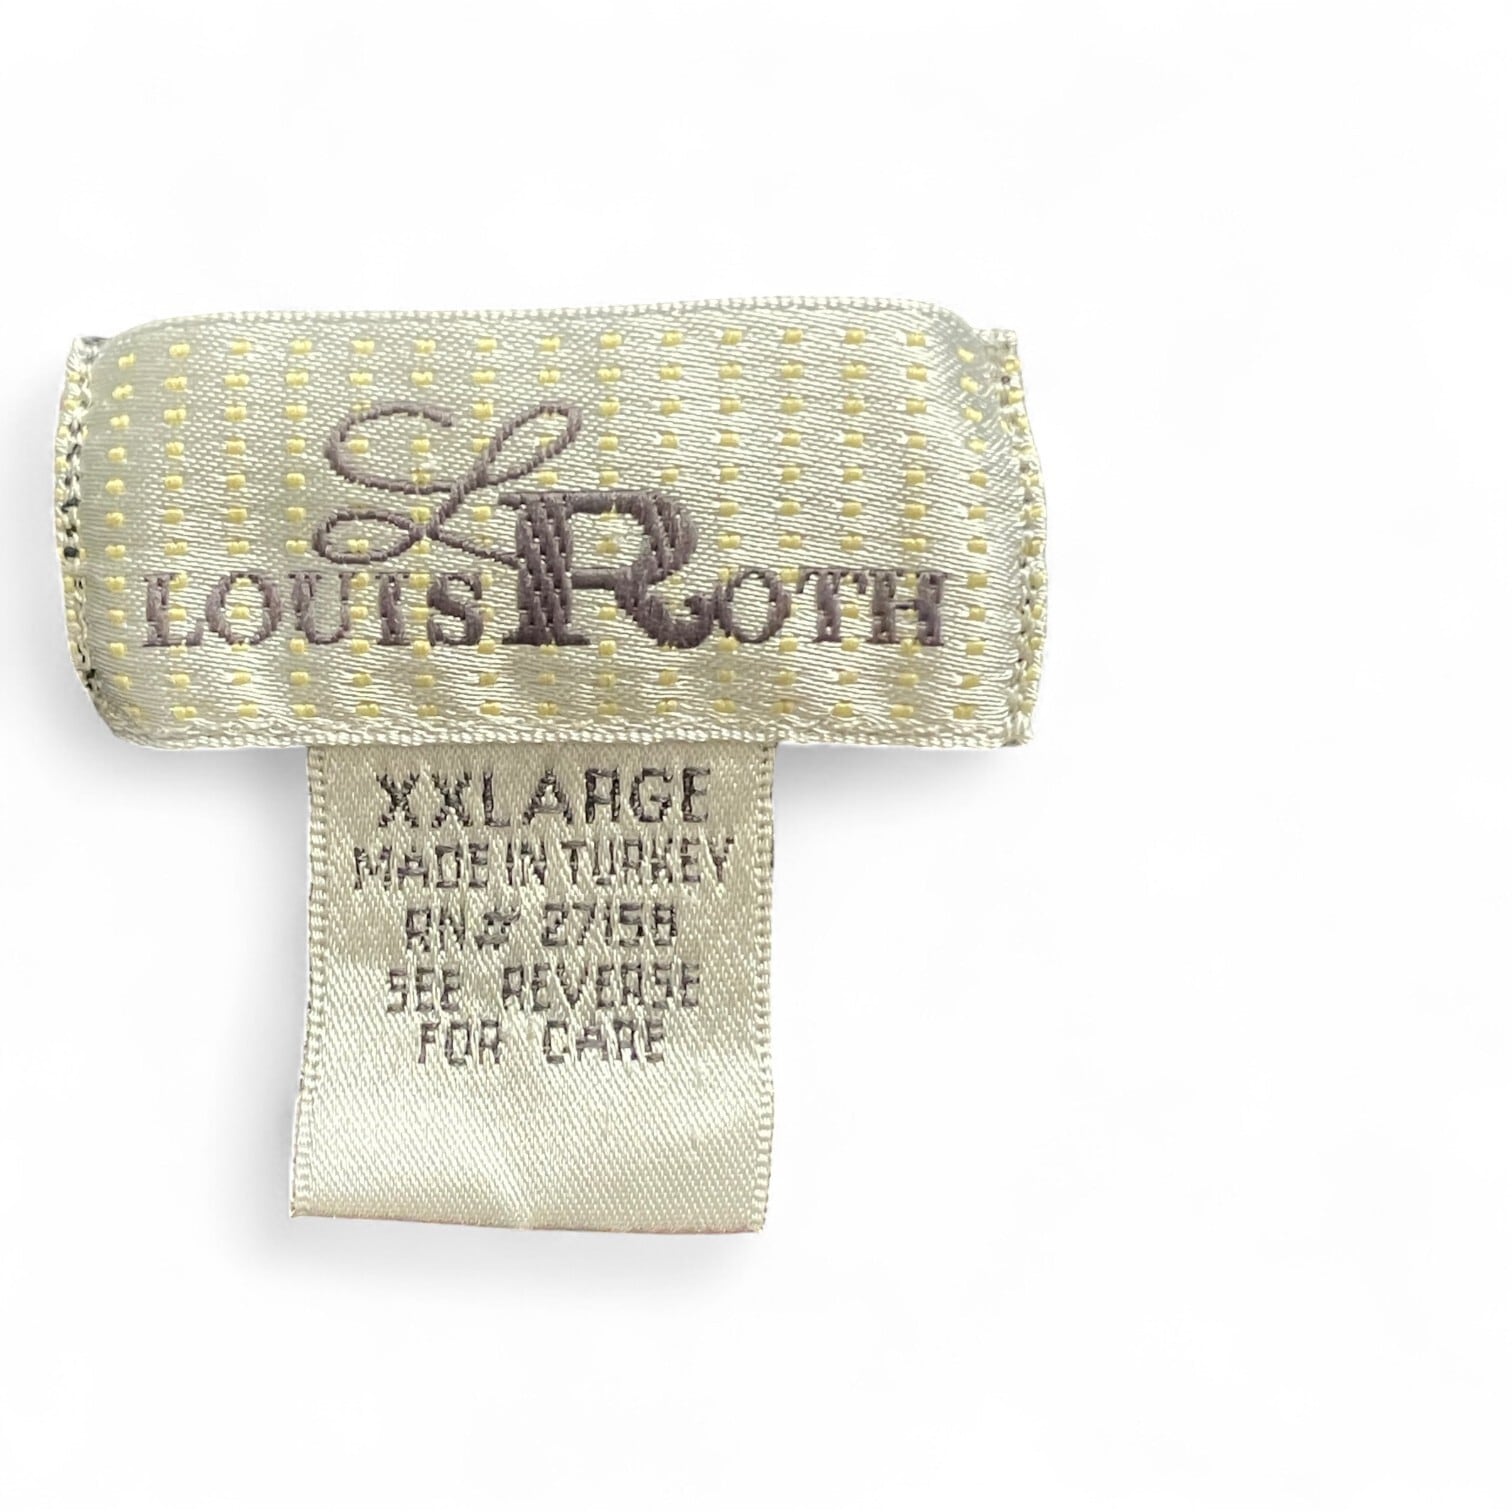 LR
LOUIS ROTH
XXLARGE
MADE IN TURKEY
RN# 27158
SEE REVERSE
FOR CARE